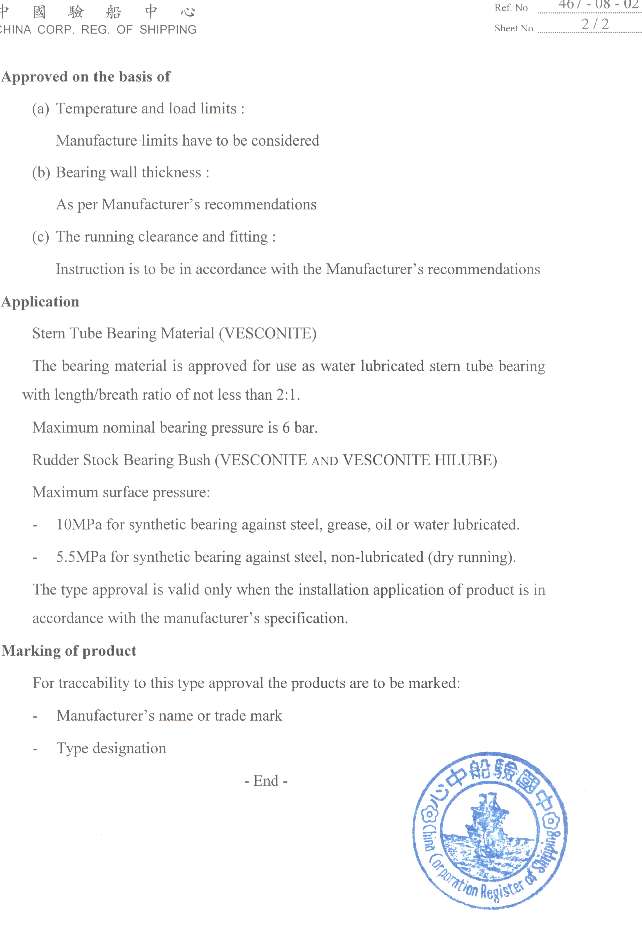 中 國 驗 船 中 心
CHINA CORP. REG. OF SHIPPING
Ref. No 467 - 08 - 02
Sheet No 2 / 2
Approved on the basis of
(a) Temperature and load limits :
Manufacture limits have to be considered
(b) Bearing wall thickness :
As per Manufacturer's recommendations
(c) The running clearance and fitting :
Instruction is to be in accordance with the Manufacturer's recommendations
Application
Stern Tube Bearing Material (VESCONITE)
The bearing material is approved for use as water lubricated stern tube bearing
with length/breath ratio of not less than 2:1.
Maximum nominal bearing pressure is 6 bar.
Rudder Stock Bearing Bush (VESCONITE AND VESCONITE HILUBE)
Maximum surface pressure:
- 10MPa for synthetic bearing against steel, grease, oil or water lubricated.
- 5.5MPa for synthetic bearing against steel, non-lubricated (dry running).
The type approval is valid only when the installation application of product is in
accordance with the manufacturer's specification.
Marking of product
For traceability to this type approval the products are to be marked:
- Manufacturer's name or trade mark
- Type designation
- End -
心中船驗國中
China Corporation Register of Shipping